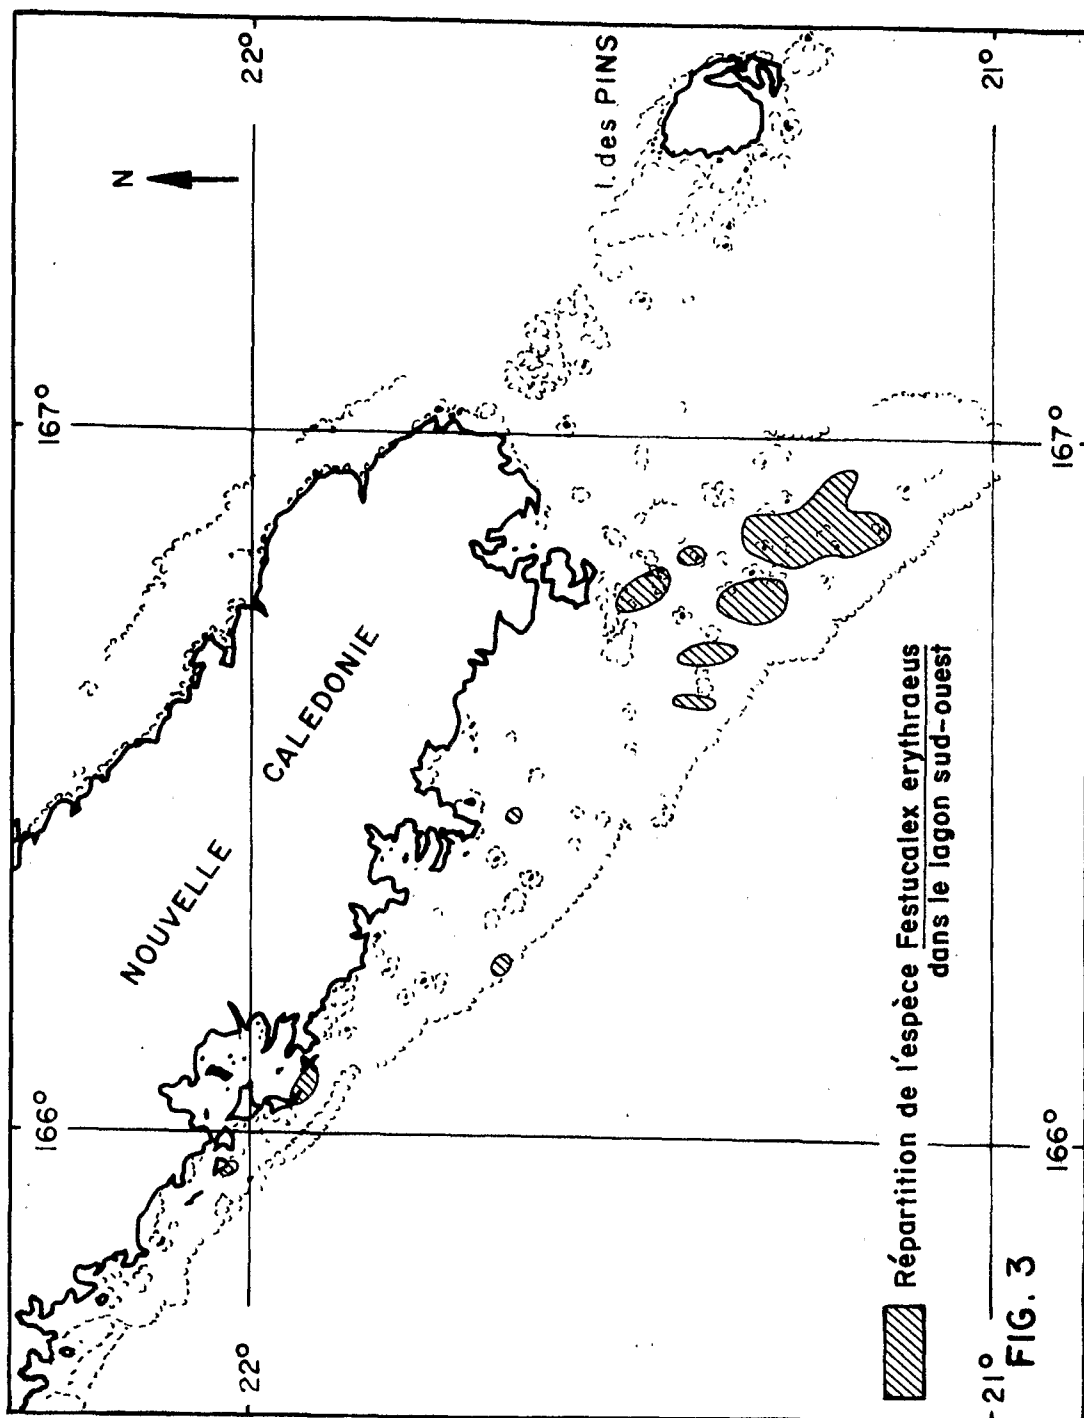 166°
167°
N
22°
22°
NOUVELLE
CALEDONIE
I. des PINS
21°
21°
166°
167°
Répartition de l'espèce Festucalex erythraeus
dans le lagon sud-ouest
FIG. 3